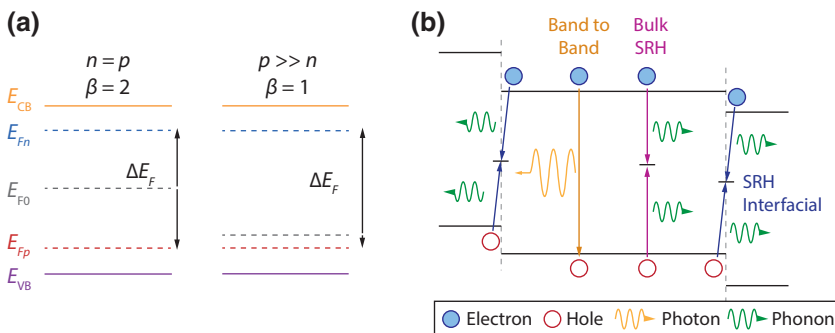 (a)
n = p
β = 2
p >> n
β = 1
E_CB
E_Fn
E_F0
E_Fp
E_VB
ΔE_F
ΔE_F
(b)
Band to
Band
Bulk
SRH
SRH
Interfacial
Electron
Hole
Photon
Phonon